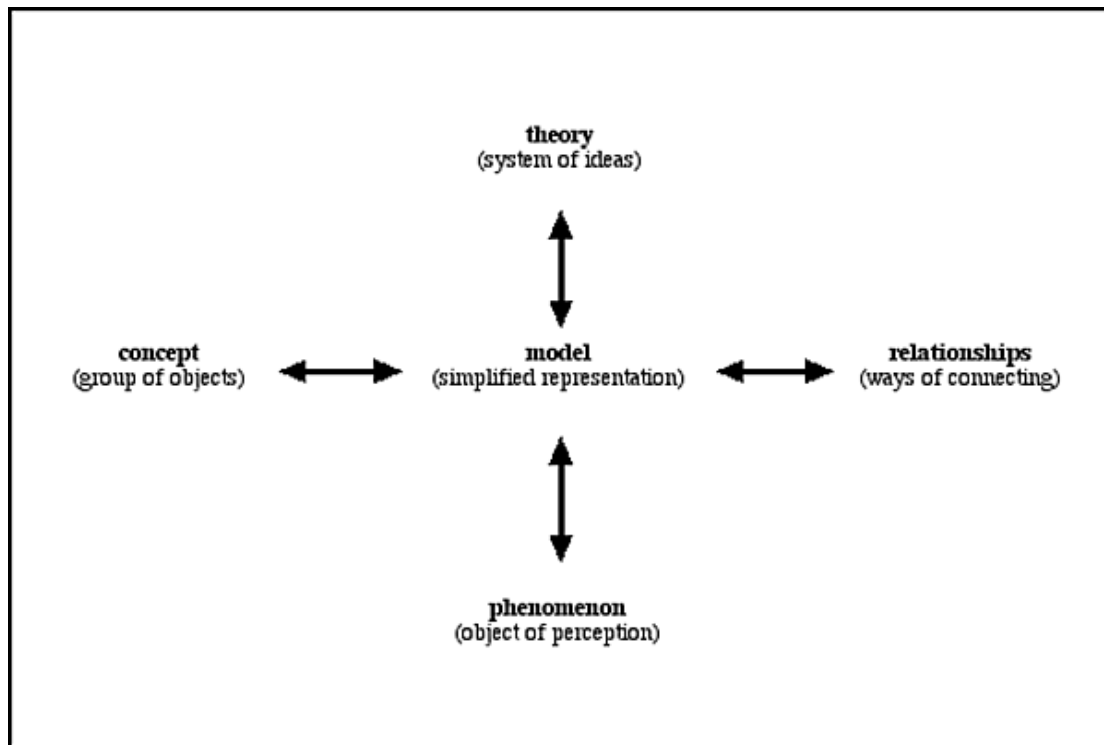 theory
(system of ideas)
concept
(group of objects)
model
(simplified representation)
relationships
(ways of connecting)
phenomenon
(object of perception)